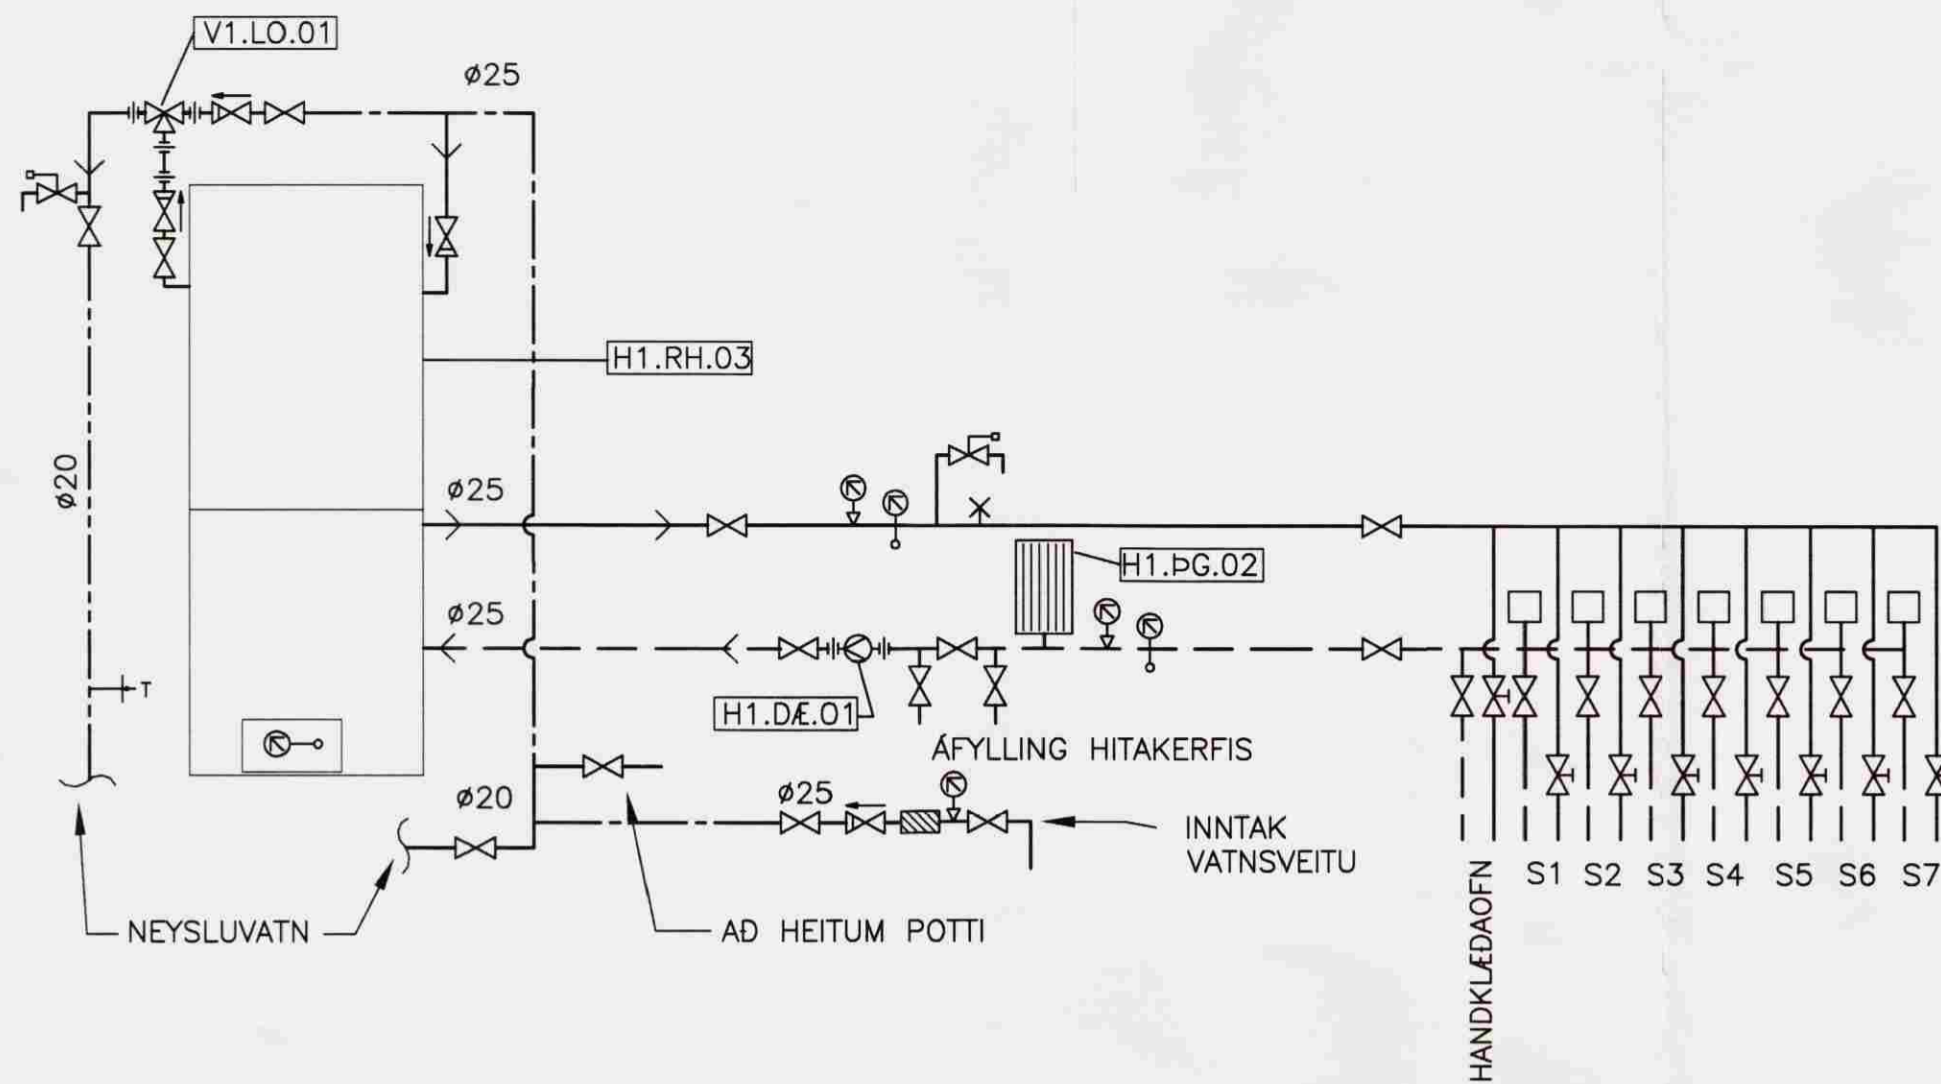 V1.LO.01
ø25
H1.RH.03
ø20
ø25
H1.ÞG.02
ø25
T
H1.DÆ.01
ÁFYLLING HITAKERFIS
ø20
ø25
INNTAK
VATNSVEITU
S1 S2 S3 S4 S5 S6 S7
NEYSLUVATN
AÐ HEITUM POTTI
HANDKLÆÐAOFN